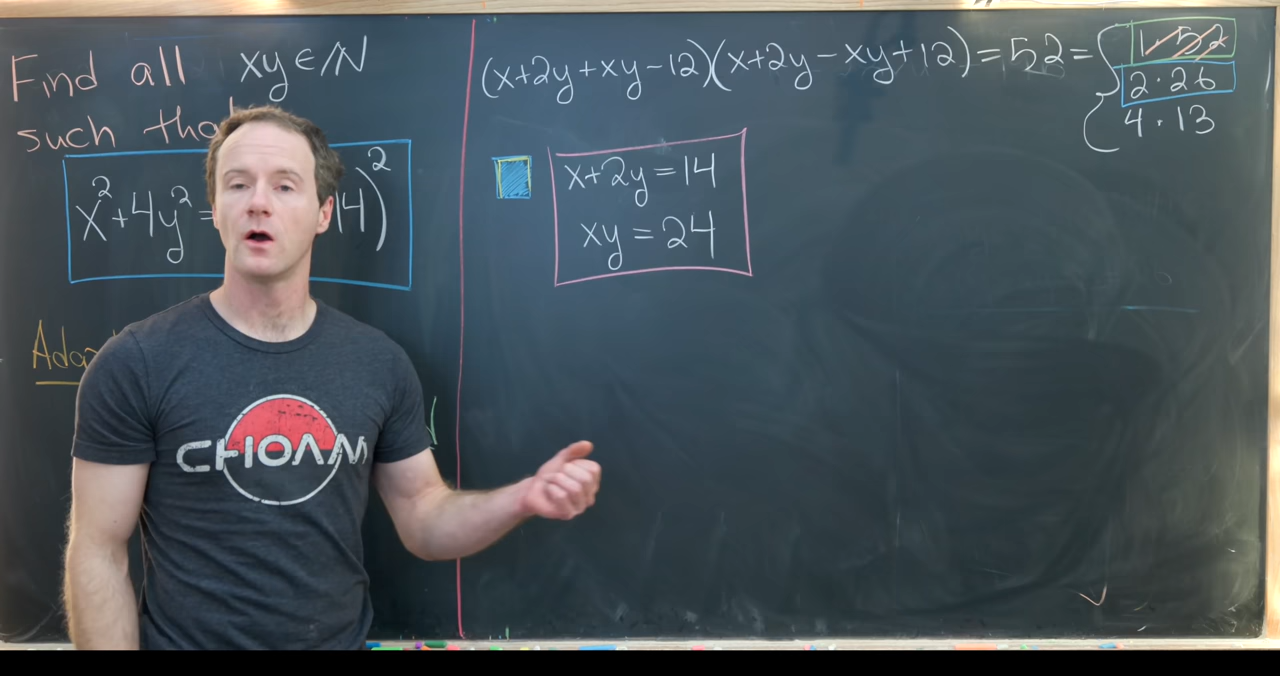 Find all xy∈ℕ
such tha
x²+4y²= 14)²
(x+2y+xy-12)(x+2y-xy+12)=52={ 1·52
2·26
4·13
x+2y=14
xy=24
CHOAM